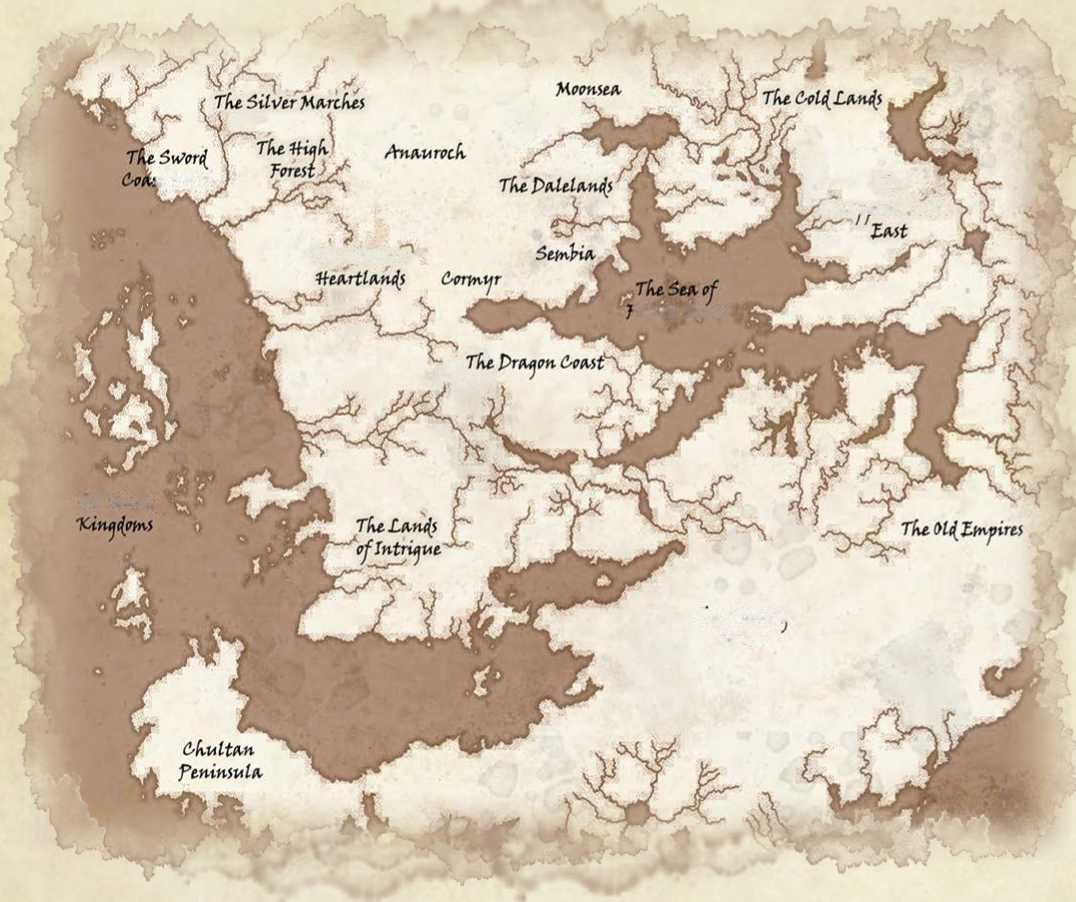 Moonsea
The Silver Marches
The Cold Lands
The High
Forest
Anauroch
The Sword
The Dalelands
East
Sembia
Heartlands
Cormyr
The Sea of
The Dragon Coast
Kingdoms
The Lands
of Intrigue
The Old Empires
Chultan
Peninsula